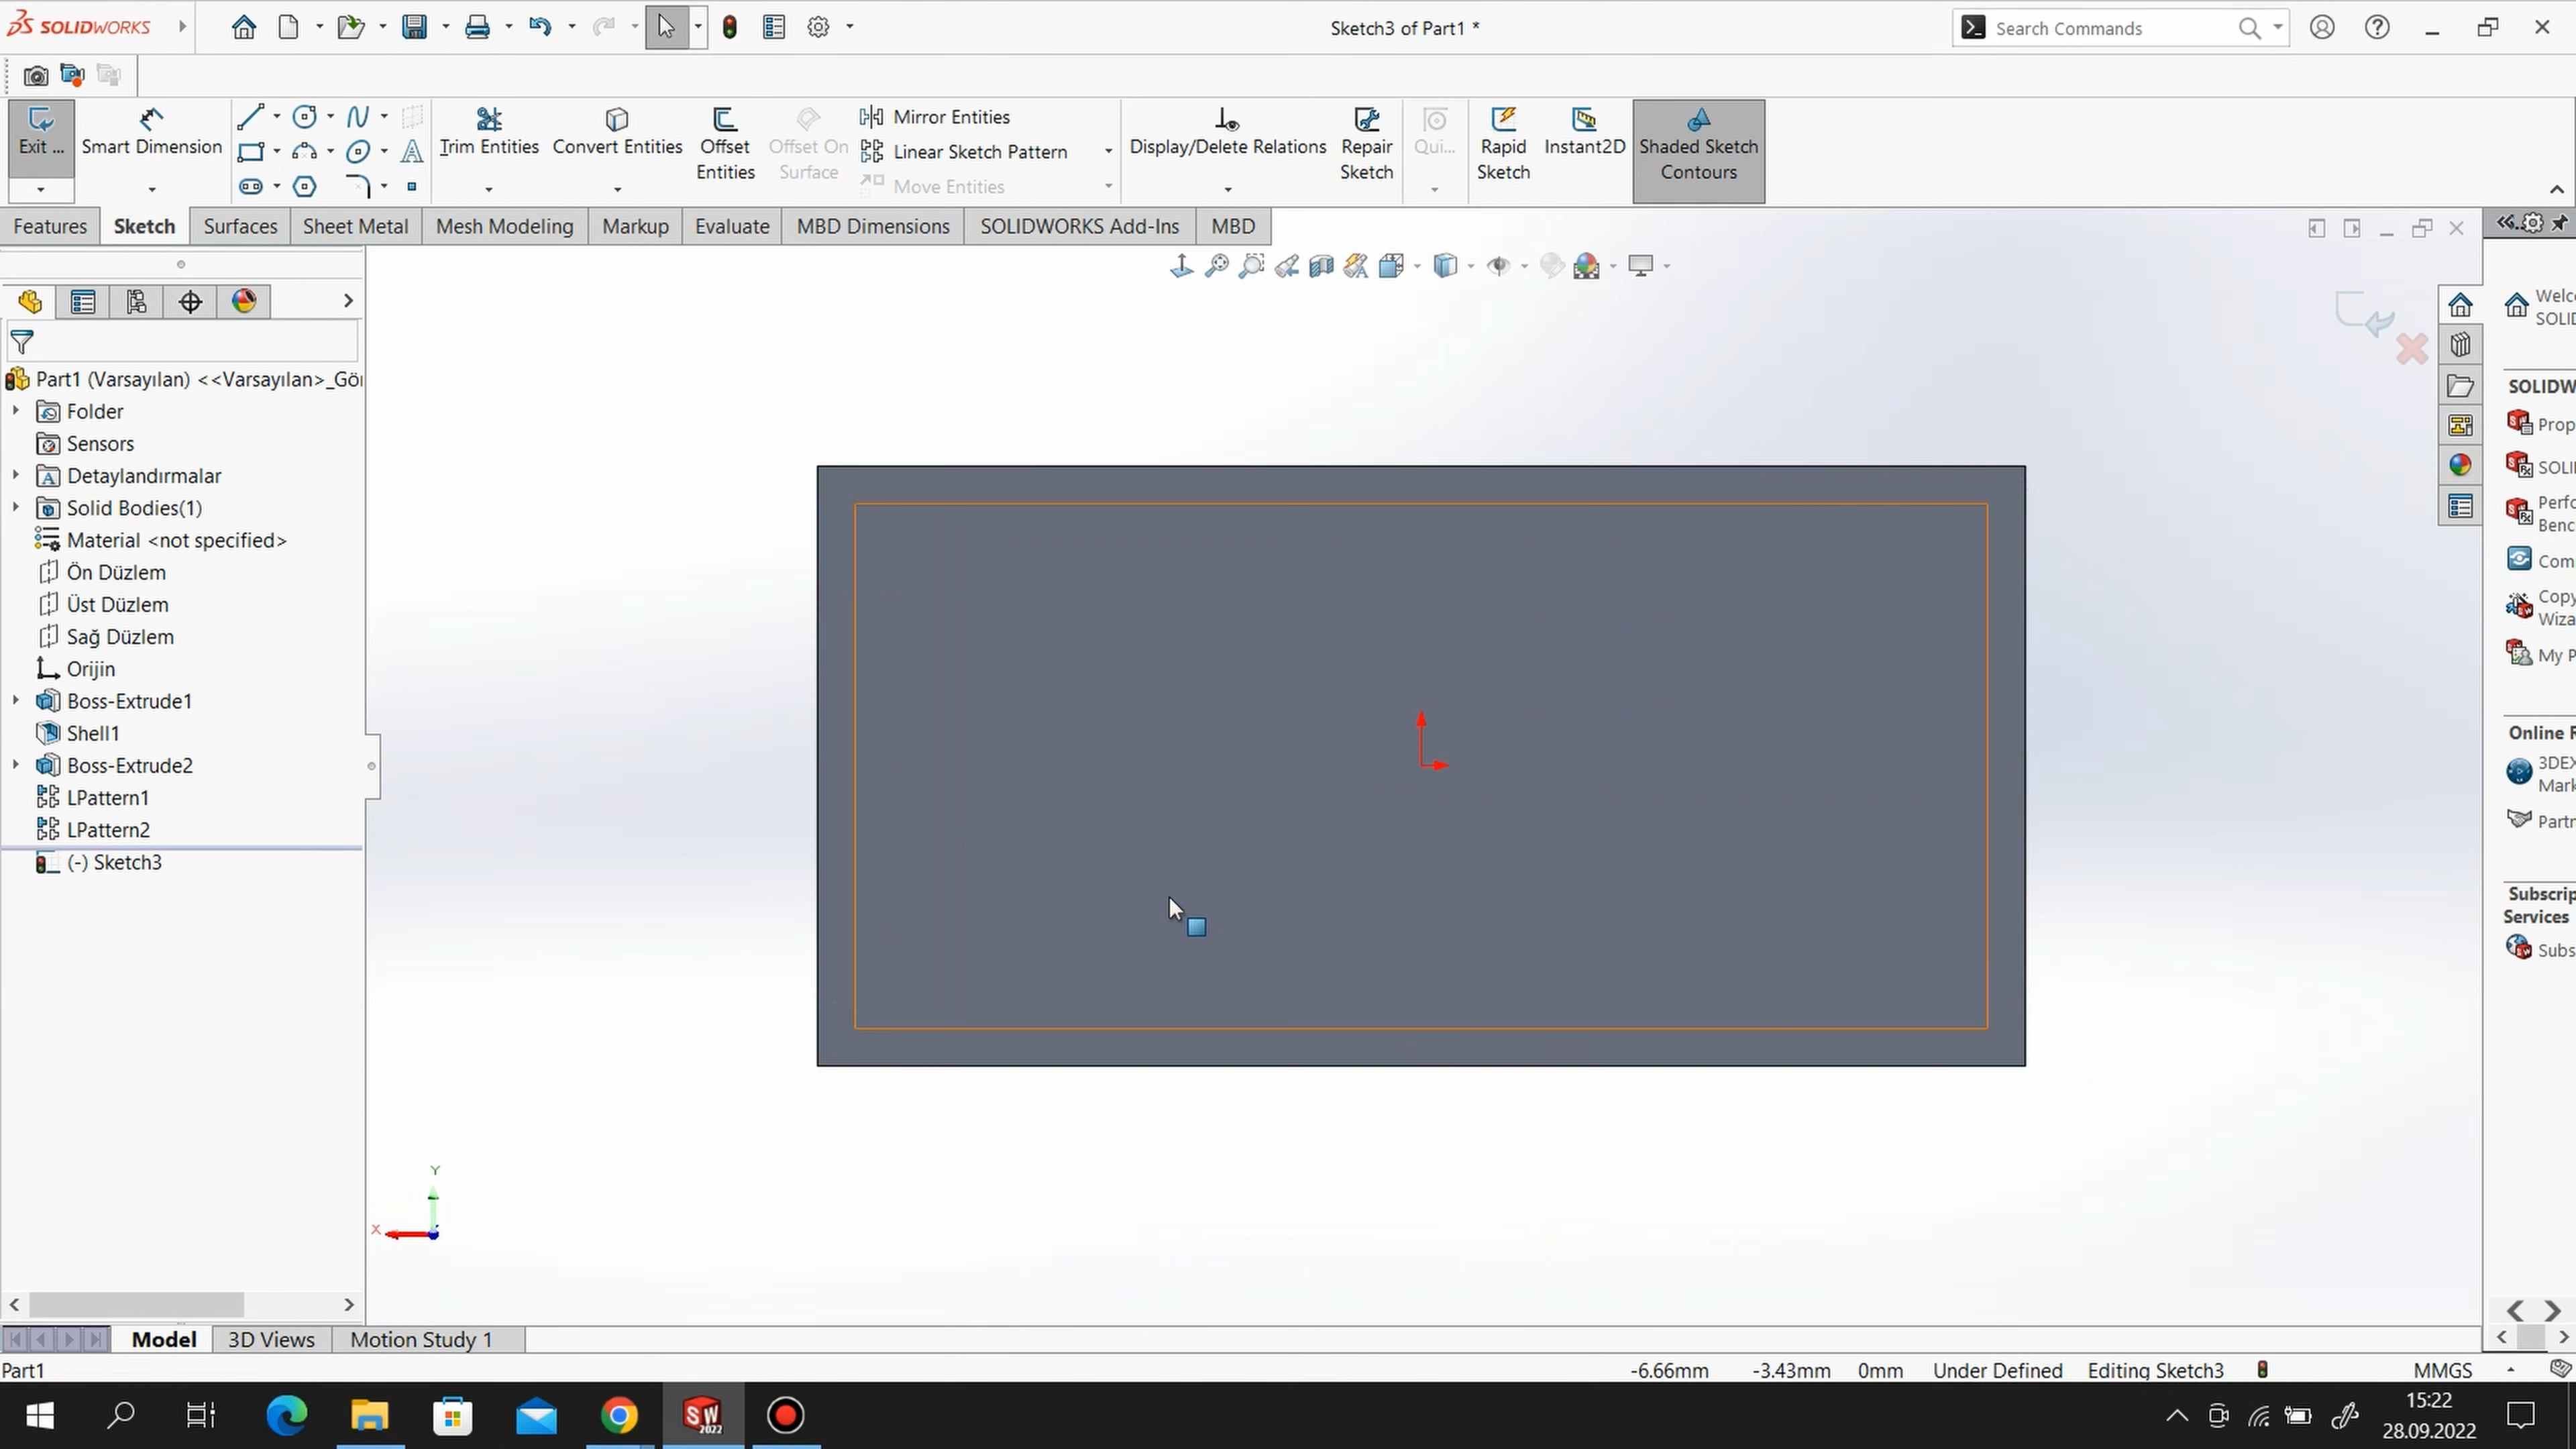 SOLIDWORKS
Sketch3 of Part1 *
Search Commands
Exit ...
Smart Dimension
Trim Entities
Convert Entities
Offset
Entities
Offset On
Surface
Mirror Entities
Linear Sketch Pattern
Move Entities
Display/Delete Relations
Repair
Sketch
Qui...
Rapid
Sketch
Instant2D
Shaded Sketch
Contours
Features
Sketch
Surfaces
Sheet Metal
Mesh Modeling
Markup
Evaluate
MBD Dimensions
SOLIDWORKS Add-Ins
MBD
Part1 (Varsayılan) <<Varsayılan>_Gö
Folder
Sensors
Detaylandırmalar
Solid Bodies(1)
Material <not specified>
Ön Düzlem
Üst Düzlem
Sağ Düzlem
Orijin
Boss-Extrude1
Shell1
Boss-Extrude2
LPattern1
LPattern2
(-) Sketch3
Y
X
Welc
SOLI
SOLIDW
Prop
SOLI
Perfo
Benc
Com
Copy
Wiza
My P
Online R
3DEX
Mark
Partn
Subscrip
Services
Subs
Model
3D Views
Motion Study 1
Part1
-6.66mm
-3.43mm
0mm
Under Defined
Editing Sketch3
MMGS
SW
2022
15:22
28.09.2022